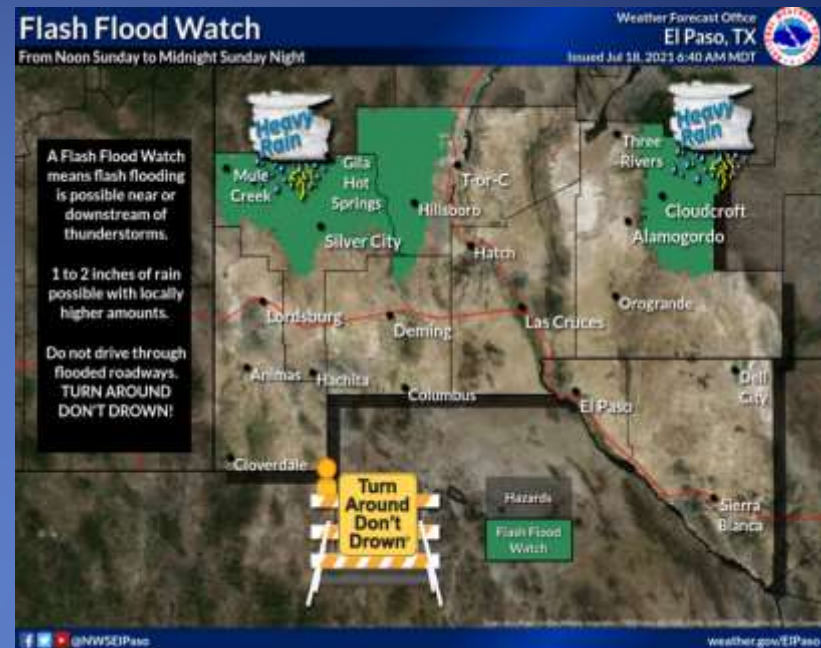 Flash Flood Watch
From Noon Sunday to Midnight Sunday Night
Weather Forecast Office
El Paso, TX
Issued Jul 18, 2021 6:40 AM MDT
A Flash Flood Watch
means flash flooding
is possible near or
downstream of
thunderstorms.
1 to 2 inches of rain
possible with locally
higher amounts.
Do not drive through
flooded roadways.
TURN AROUND
DON'T DROWN!
Heavy
Rain
Heavy
Rain
Mule
Creek
Gila
Hot
Springs
T-or-C
Hillsboro
Silver City
Hatch
Three
Rivers
Cloudcroft
Alamogordo
Orogrande
Lordsburg
Deming
Las Cruces
Animas
Hachita
Columbus
El Paso
Dell
City
Cloverdale
Sierra
Blanca
Turn
Around
Don't
Drown
Hazards
Flash Flood
Watch
@NWSElPaso
weather.gov/ElPaso